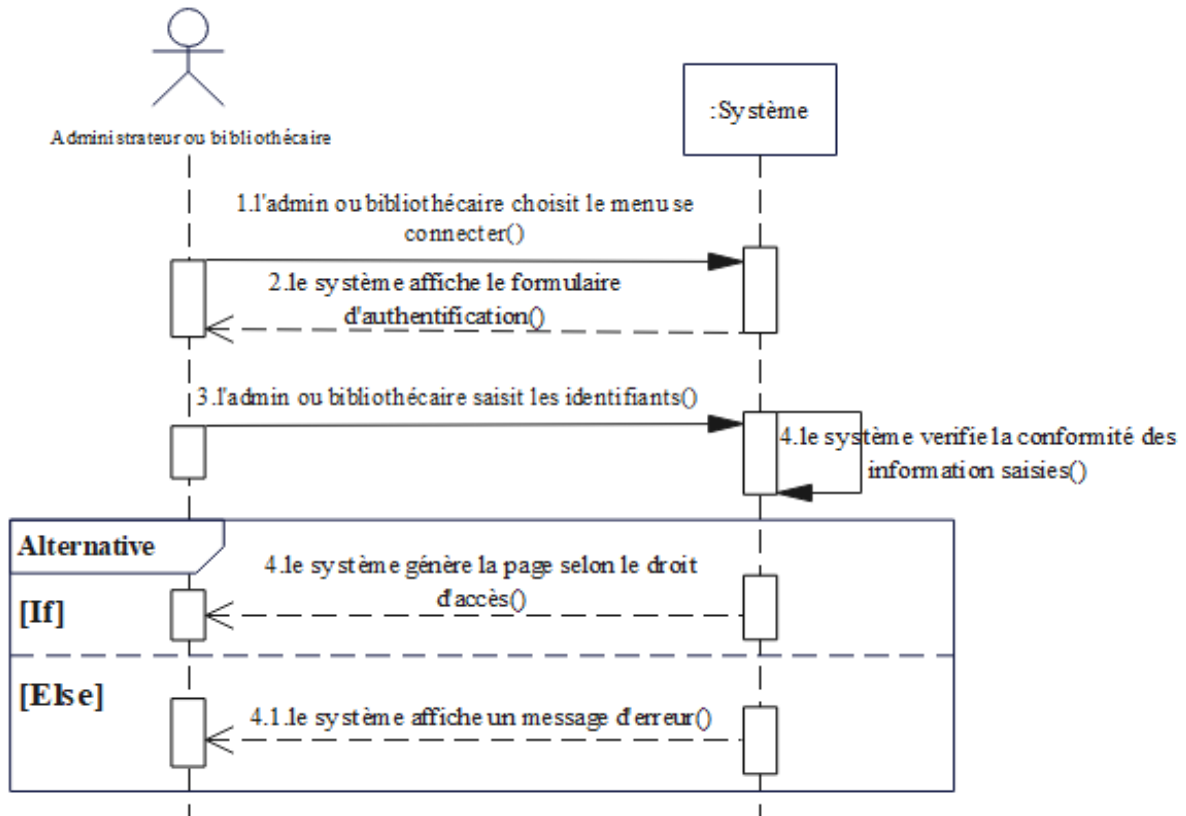 Administrateur ou bibliothécaire
:Système
1.l'admin ou bibliothécaire choisit le menu se
connecter()
2.le système affiche le formulaire
d'authentification()
3.l'admin ou bibliothécaire saisit les identifiants()
4.le système verifie la conformité des
information saisies()
Alternative
4.le système génère la page selon le droit
d'accès()
[If]
[Else]
4.1.le système affiche un message d'erreur()